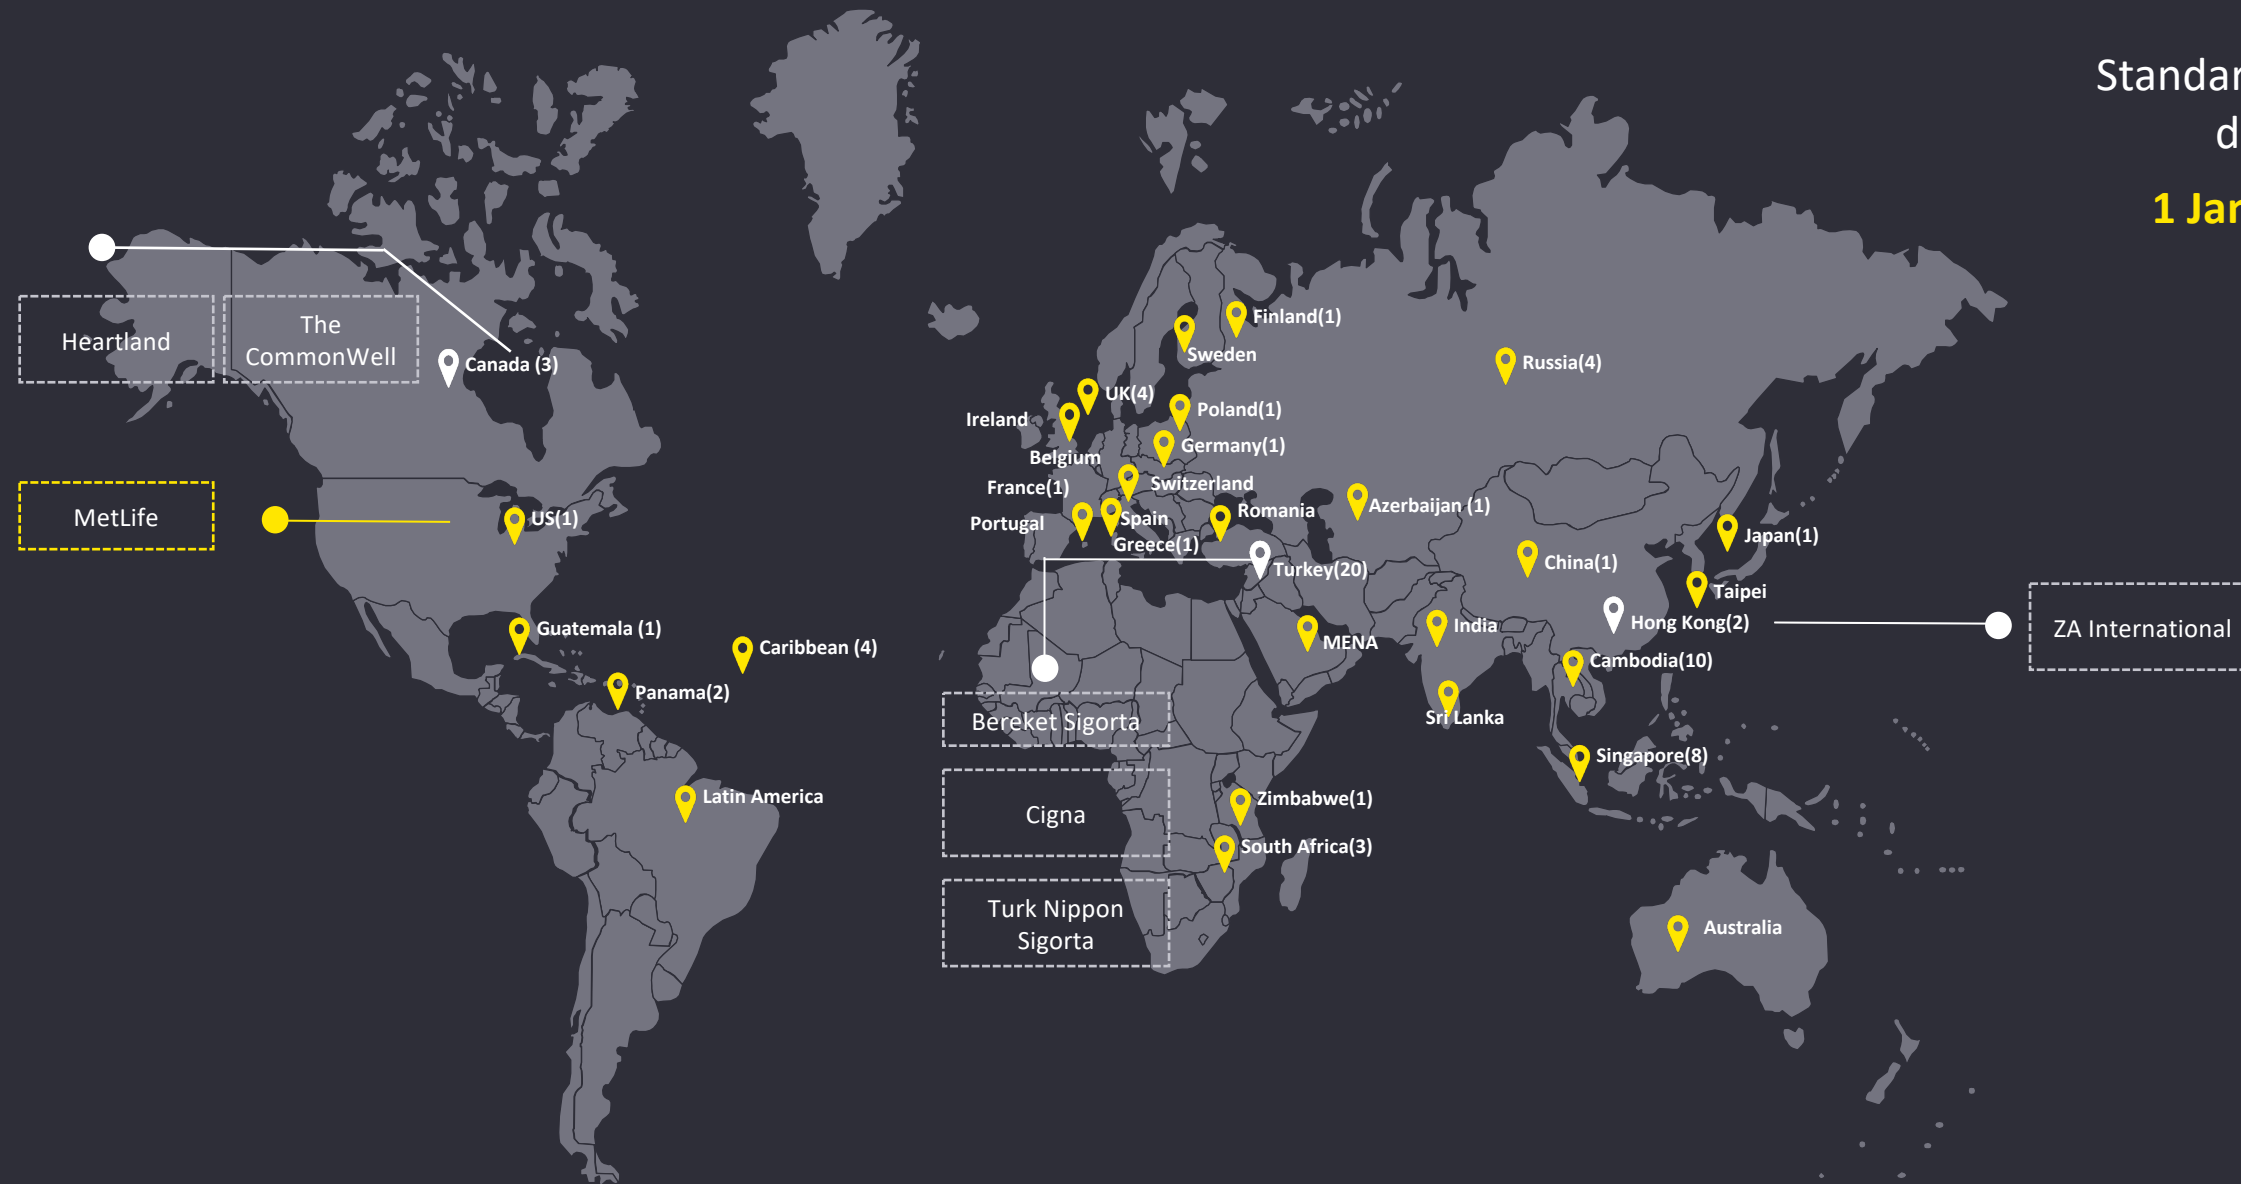 Heartland
The
CommonWell
Canada (3)
MetLife
US(1)
Guatemala (1)
Caribbean (4)
Panama(2)
Latin America
Finland(1)
Sweden
UK(4)
Ireland
Poland(1)
Germany(1)
Belgium
France(1)
Switzerland
Portugal
Spain
Romania
Greece(1)
Turkey(20)
Russia(4)
Azerbaijan (1)
Japan(1)
China(1)
Taipei
Hong Kong(2)
ZA International
India
MENA
Cambodia(10)
Sri Lanka
Singapore(8)
Bereket Sigorta
Cigna
Zimbabwe(1)
South Africa(3)
Turk Nippon
Sigorta
Australia
1